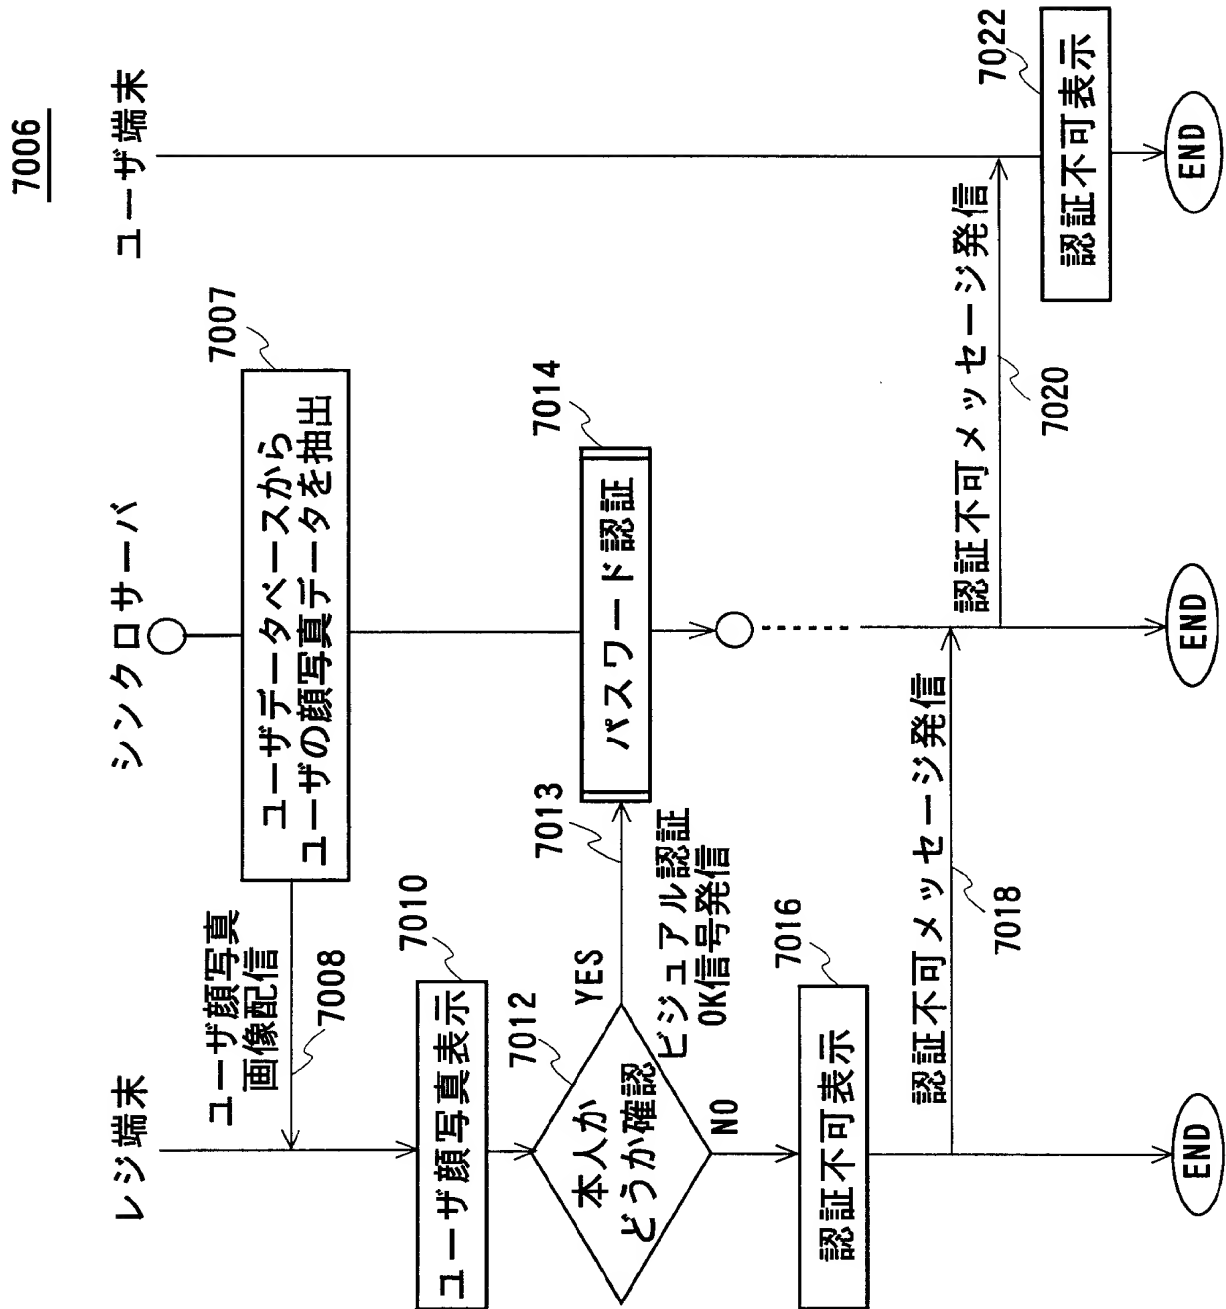 7006
レジ端末
シンクロサーバ
ユーザ端末
7007
ユーザデータベースから
ユーザの顔写真データを抽出
ユーザ顔写真
画像配信
7008
7010
ユーザ顔写真表示
7012
本人か
どうか確認
YES
7013
ビジュアル認証
OK信号発信
7014
パスワード認証
NO
7016
認証不可表示
認証不可メッセージ発信
7018
認証不可メッセージ発信
7020
7022
認証不可表示
END
END
END